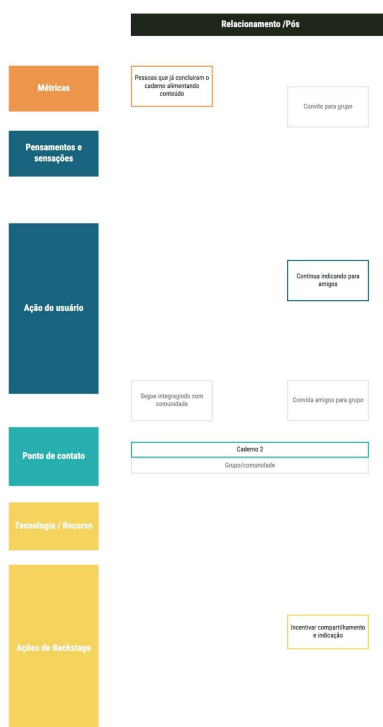 Relacionamento /Pós
Métricas
Pessoas que já concluiram o
caderno alimentando
conteúdo
Convite para grupo
Pensamentos e
sensações
Ação do usuário
Continua indicando para
amigos
Segue integragindo com
comunidade
Convida amigos para grupo
Ponto de contato
Caderno 2
Grupo/comunidade
Tecnologia / Recurso
Ações de Backstage
Incentivar compartilhamento
e indicação